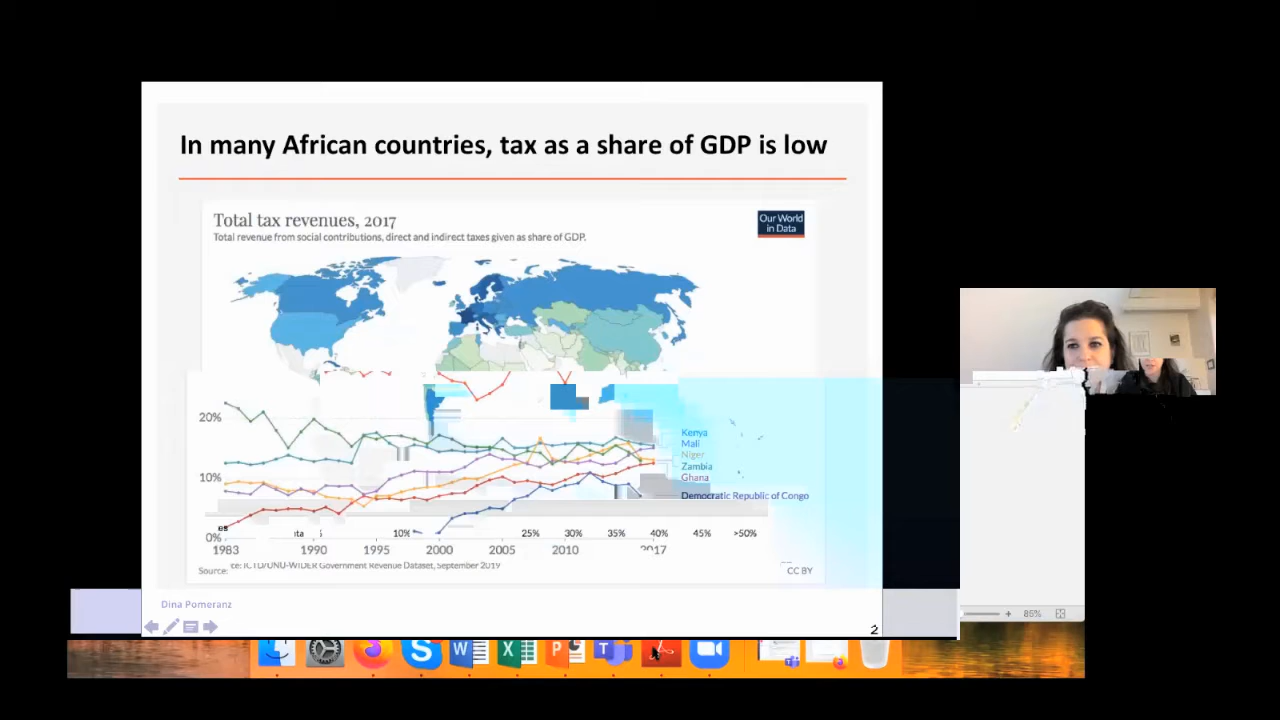 In many African countries, tax as a share of GDP is low
Total tax revenues, 2017
Total revenue from social contributions, direct and indirect taxes given as share of GDP.
Our World
in Data
20%
10%
0%
Kenya
Mali
Niger
Zambia
Ghana
Democratic Republic of Congo
10% 25% 30% 35% 40% 45% >50%
1983 1990 1995 2000 2005 2010 2017
Source: ICTD/UNU-WIDER Government Revenue Dataset, September 2019
CC BY
Dina Pomeranz
2
86%